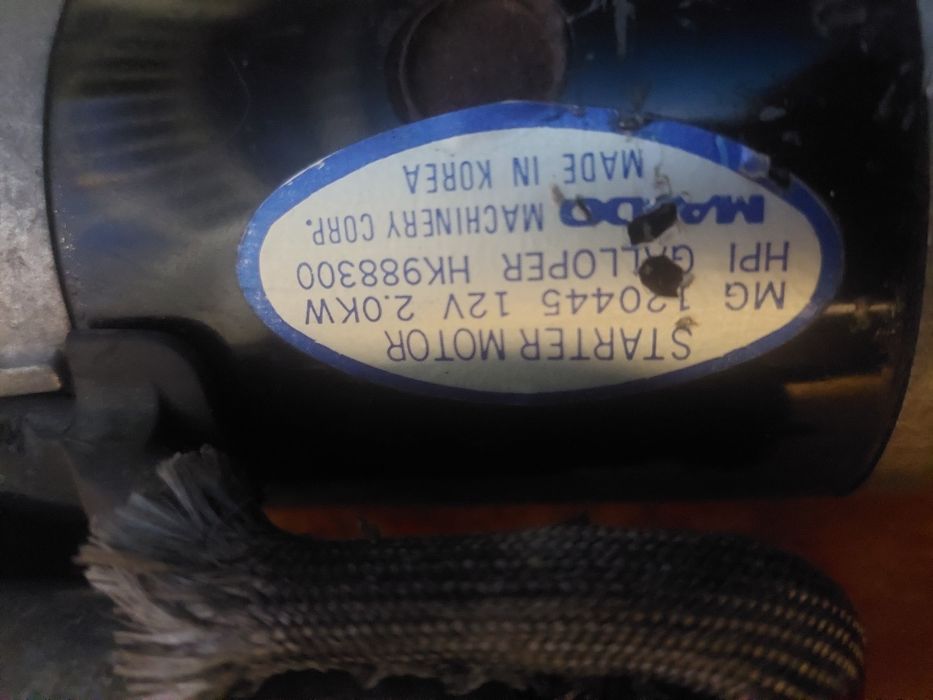 STARTER MOTOR
MG 120445 12V 2.0KW
HPI GALLOPER HK988300
MANDO MACHINERY CORP.
MADE IN KOREA